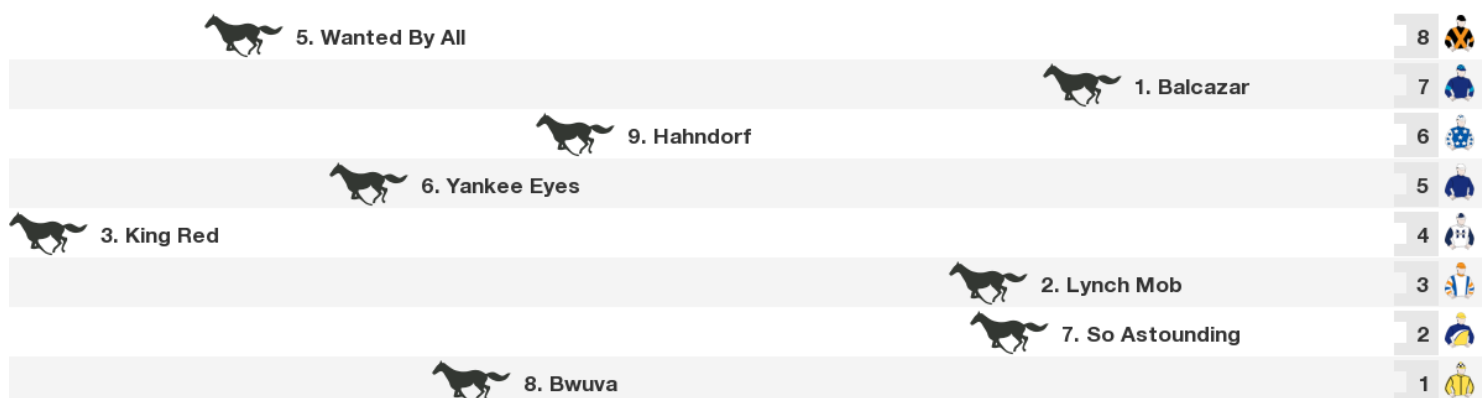 5. Wanted By All 8
1. Balcazar 7
9. Hahndorf 6
6. Yankee Eyes 5
3. King Red 4
2. Lynch Mob 3
7. So Astounding 2
8. Bwuva 1